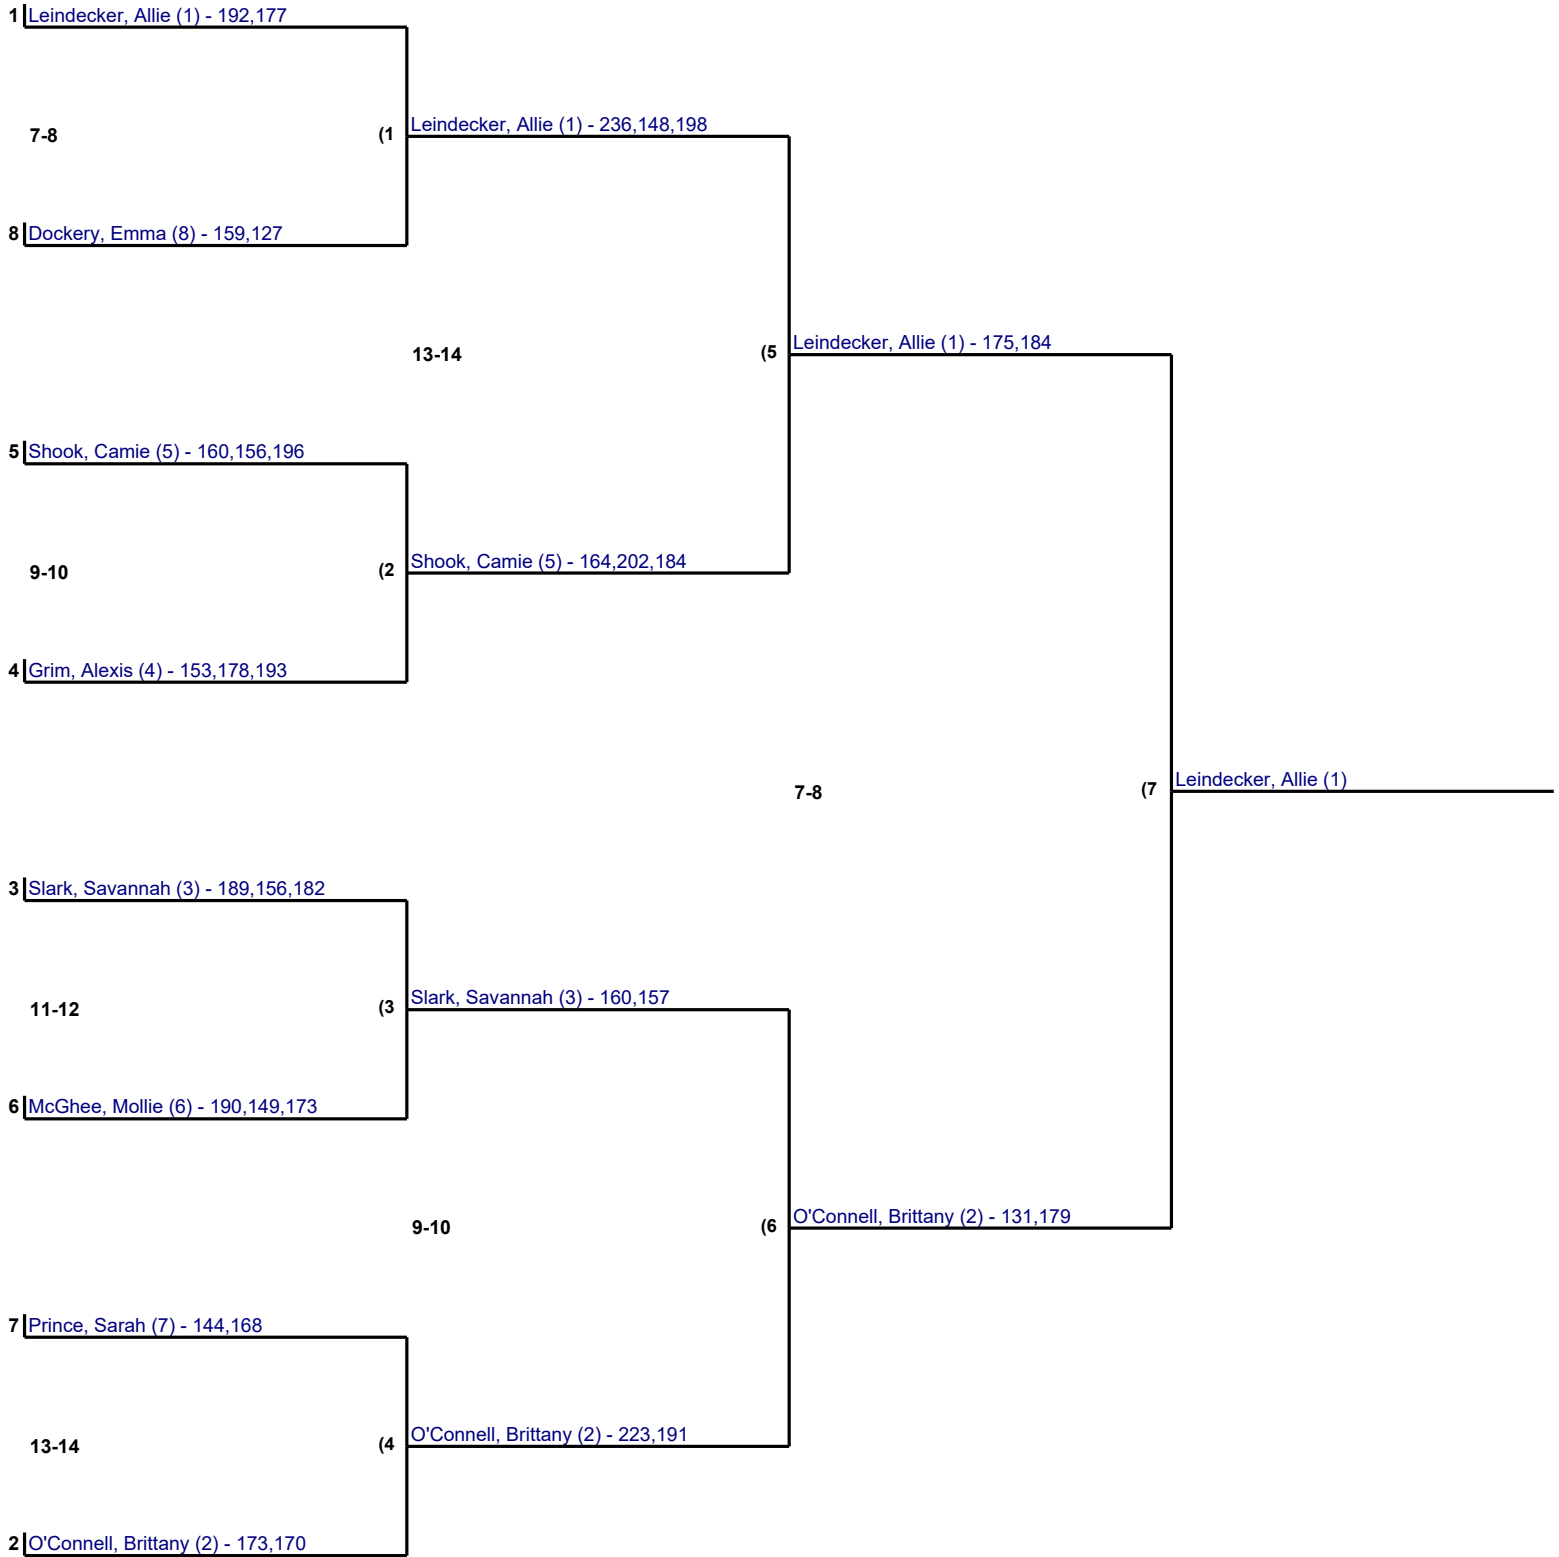 1 Leindecker, Allie (1) - 192,177
7-8 (1 Leindecker, Allie (1) - 236,148,198
8 Dockery, Emma (8) - 159,127
13-14 (5 Leindecker, Allie (1) - 175,184
5 Shook, Camie (5) - 160,156,196
9-10 (2 Shook, Camie (5) - 164,202,184
4 Grim, Alexis (4) - 153,178,193
7-8 (7 Leindecker, Allie (1)
3 Slark, Savannah (3) - 189,156,182
11-12 (3 Slark, Savannah (3) - 160,157
6 McGhee, Mollie (6) - 190,149,173
9-10 (6 O'Connell, Brittany (2) - 131,179
7 Prince, Sarah (7) - 144,168
13-14 (4 O'Connell, Brittany (2) - 223,191
2 O'Connell, Brittany (2) - 173,170